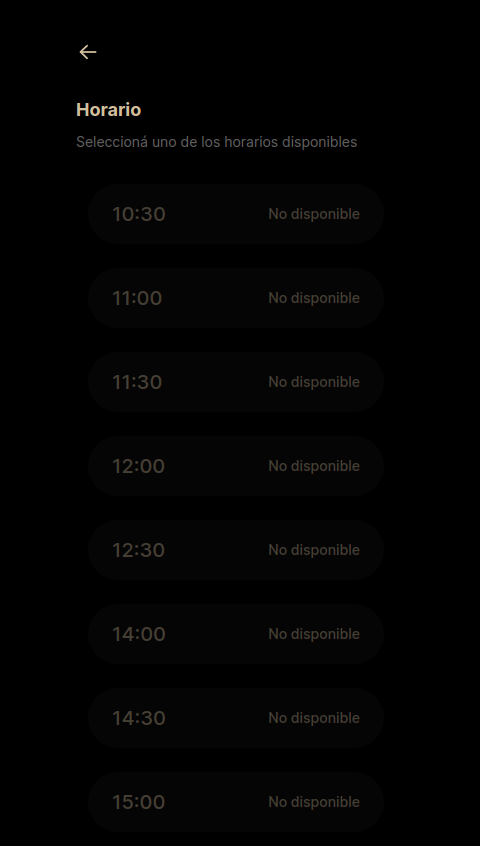 Horario
Seleccioná uno de los horarios disponibles
10:30 No disponible
11:00 No disponible
11:30 No disponible
12:00 No disponible
12:30 No disponible
14:00 No disponible
14:30 No disponible
15:00 No disponible